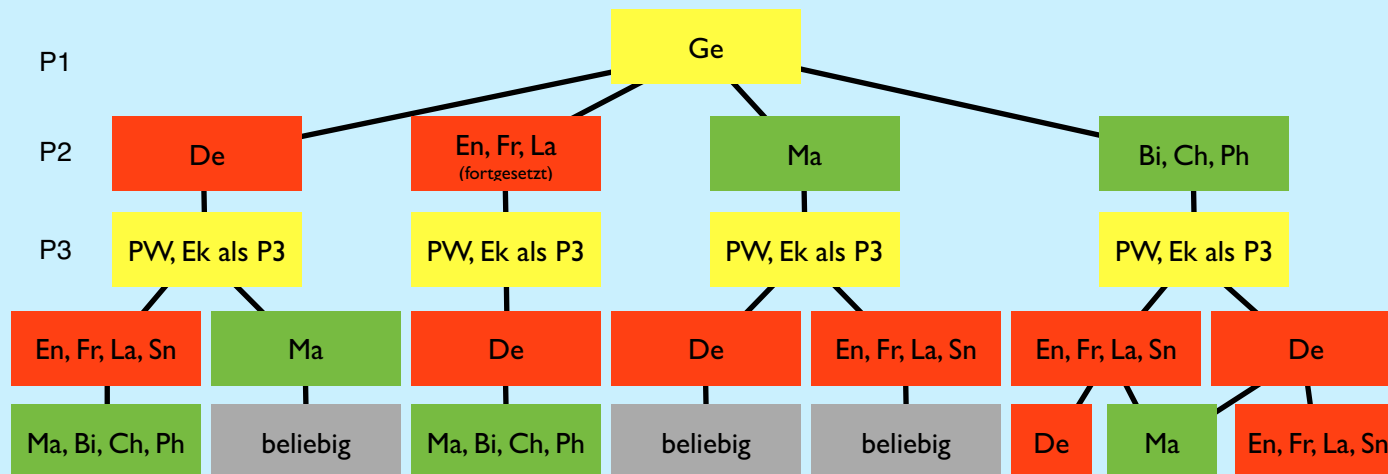 P1
Ge
P2
De
En, Fr, La
(fortgesetzt)
Ma
Bi, Ch, Ph
P3
PW, Ek als P3
PW, Ek als P3
PW, Ek als P3
PW, Ek als P3
En, Fr, La, Sn
Ma
De
De
En, Fr, La, Sn
En, Fr, La, Sn
De
Ma, Bi, Ch, Ph
beliebig
Ma, Bi, Ch, Ph
beliebig
beliebig
De
Ma
En, Fr, La, Sn